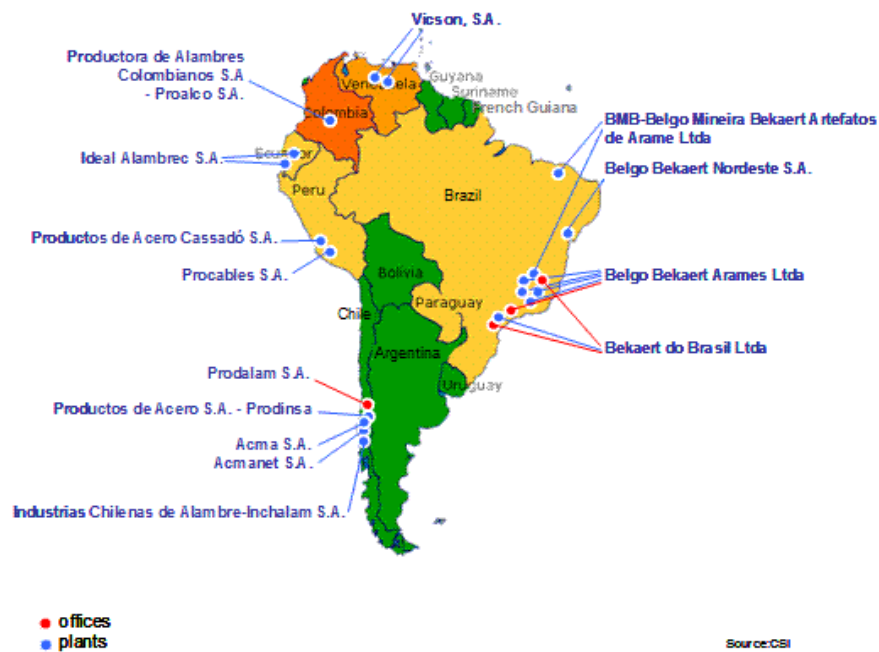 Vicson, S.A.
Productora de Alambres
Colombianos S.A
- Proalco S.A.
Guyana
Suriname
French Guiana
Venezuela
Colombia
BMB-Belgo Mineira Bekaert Artefatos
de Arame Ltda
Ideal Alambrec S.A.
Ecuador
Belgo Bekaert Nordeste S.A.
Peru
Brazil
Productos de Acero Cassadó S.A.
Procables S.A.
Bolivia
Belgo Bekaert Arames Ltda
Paraguay
Chile
Argentina
Bekaert do Brasil Ltda
Prodalam S.A.
Uruguay
Productos de Acero S.A. - Prodinsa
Acma S.A.
Acmanet S.A.
Industrias Chilenas de Alambre-Inchalam S.A.
offices
plants
Source:CSI